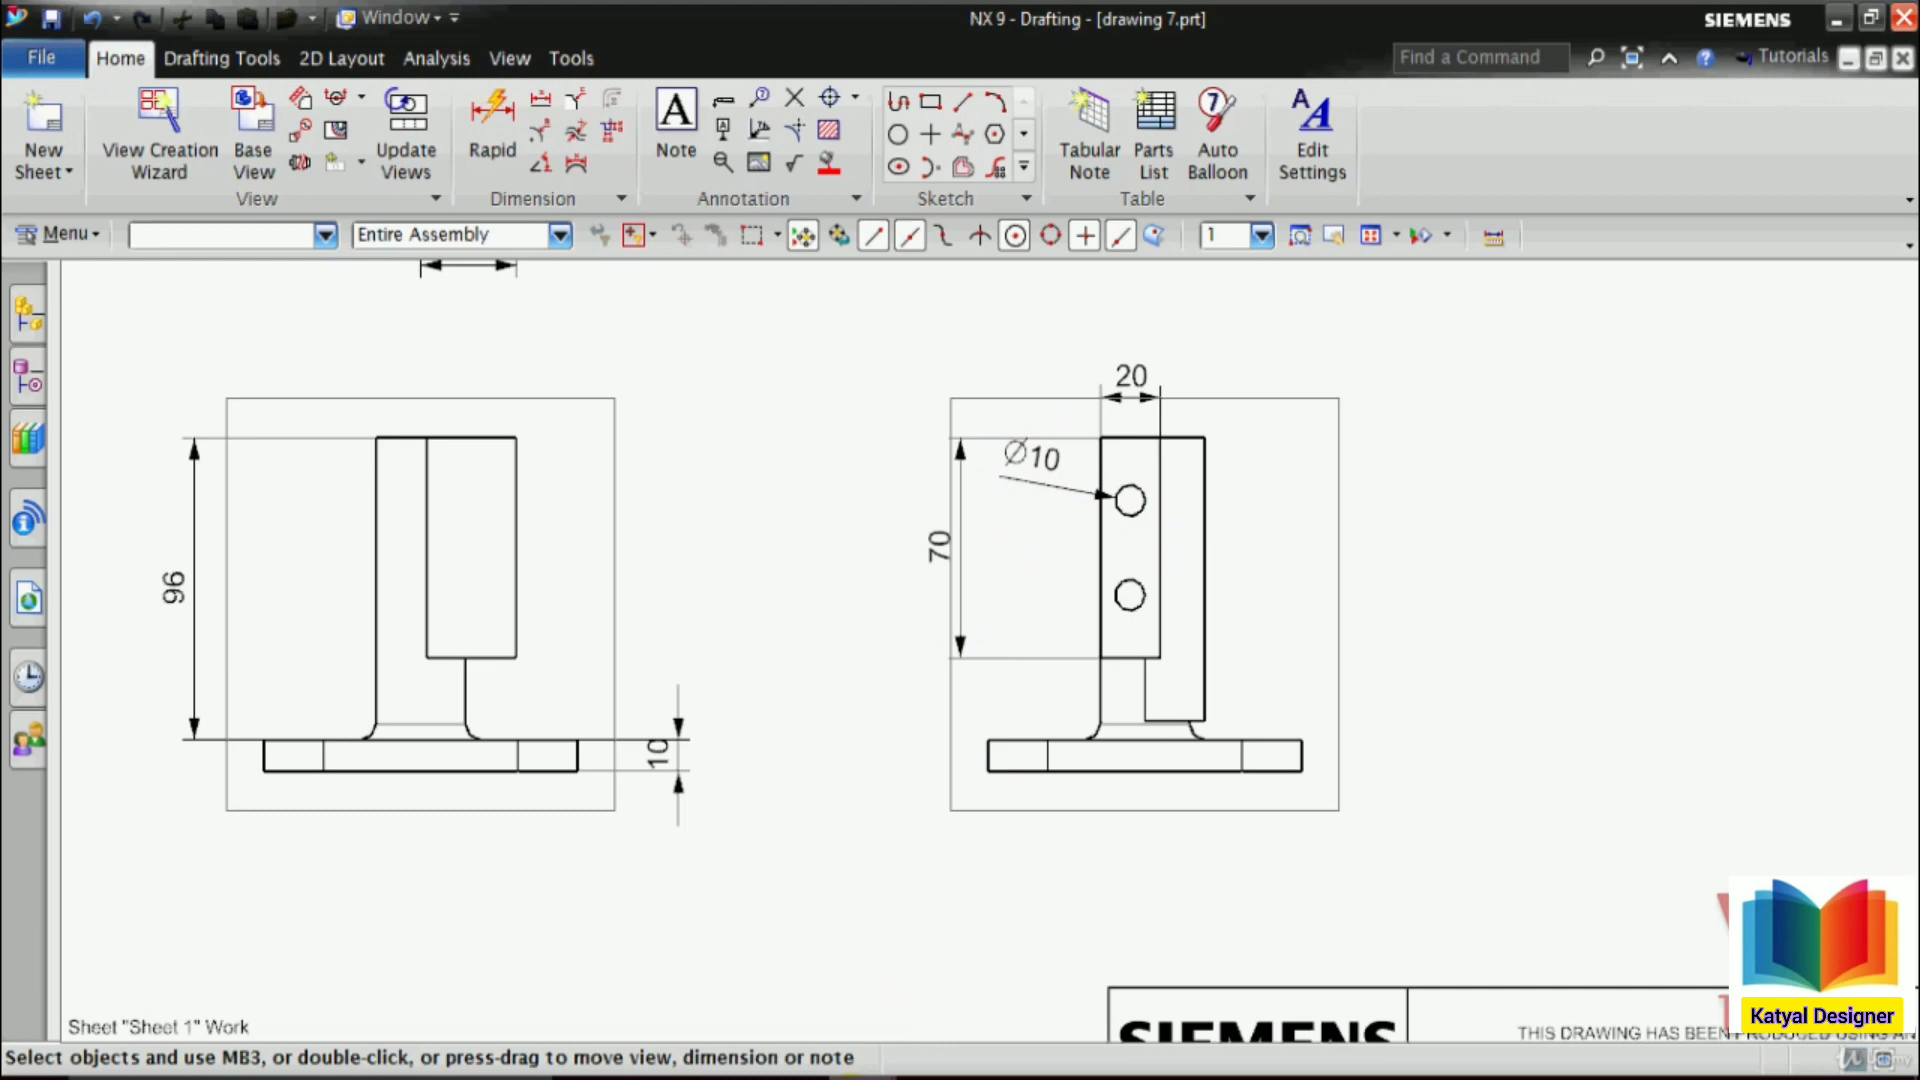 Window
NX 9 - Drafting - [drawing 7.prt]
SIEMENS
File
Home
Drafting Tools
2D Layout
Analysis
View
Tools
Find a Command
Tutorials
New Sheet
View Creation Wizard
Base View
Update Views
Rapid
Note
Tabular Note
Parts List
Auto Balloon
Edit Settings
View
Dimension
Annotation
Sketch
Table
Menu
Entire Assembly
1
20
Ø10
96
70
10
Katyal Designer
SIEMENS
THIS DRAWING HAS BEEN PRODUCED USING AN
Sheet "Sheet 1" Work
Select objects and use MB3, or double-click, or press-drag to move view, dimension or note